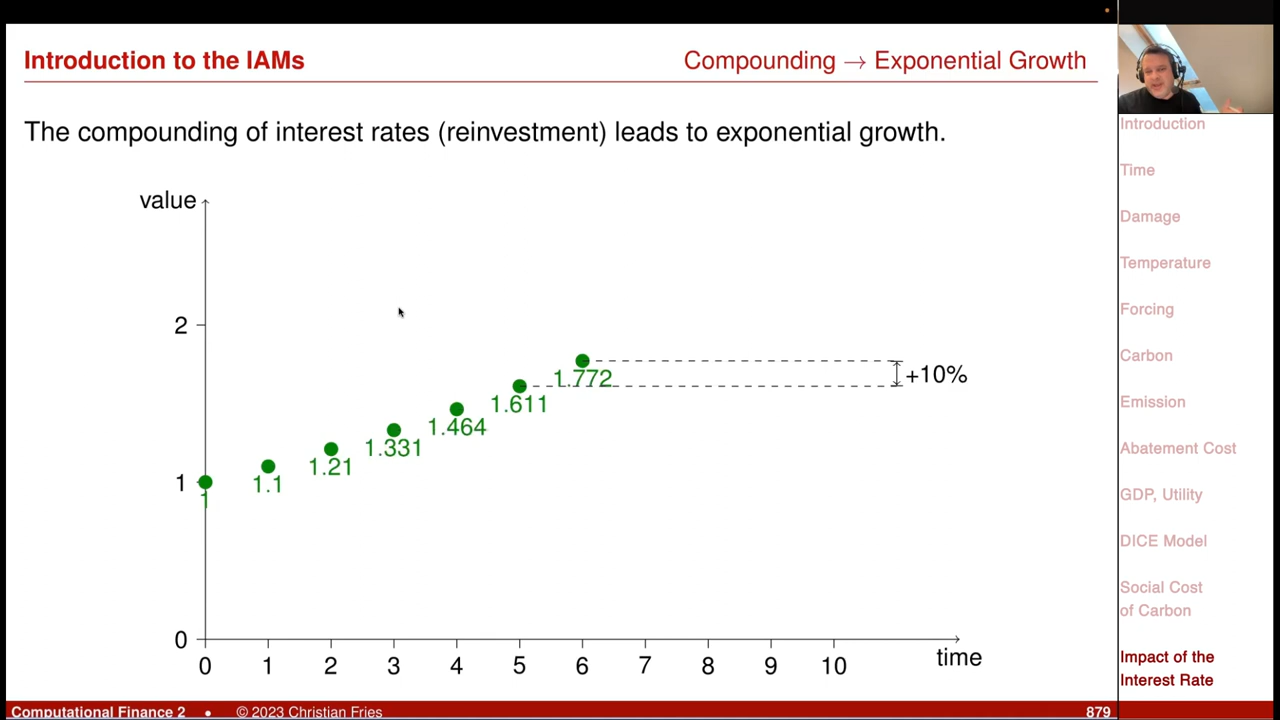 Introduction to the IAMs
Compounding → Exponential Growth
The compounding of interest rates (reinvestment) leads to exponential growth.
value
2
1
0
1
1.1
1.21
1.331
1.464
1.611
1.772
+10%
0 1 2 3 4 5 6 7 8 9 10
time
Introduction
Time
Damage
Temperature
Forcing
Carbon
Emission
Abatement Cost
GDP, Utility
DICE Model
Social Cost
of Carbon
Impact of the
Interest Rate
Computational Finance 2 • © 2023 Christian Fries
879